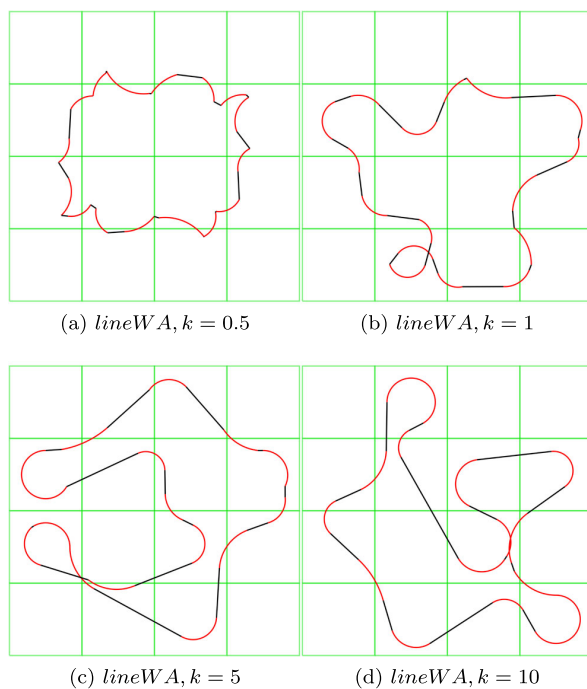 (a) lineWA, k = 0.5
(b) lineWA, k = 1
(c) lineWA, k = 5
(d) lineWA, k = 10